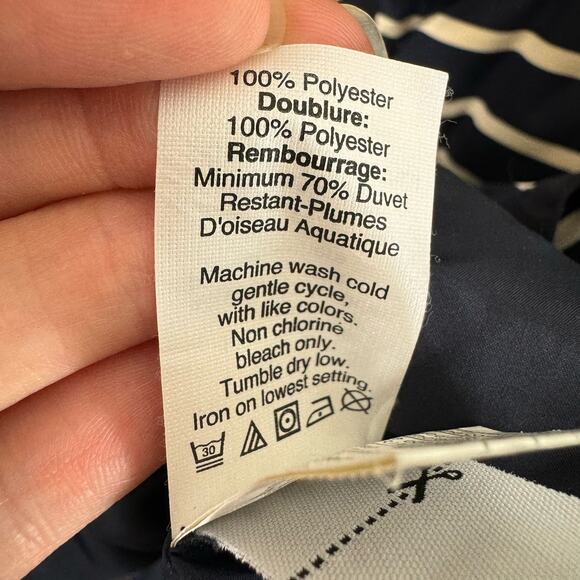 100% Polyester
Doublure:
100% Polyester
Rembourrage:
Minimum 70% Duvet
Restant-Plumes
D'oiseau Aquatique
Machine wash cold
gentle cycle,
with like colors.
Non chlorine
bleach only.
Tumble dry low.
Iron on lowest setting.
30